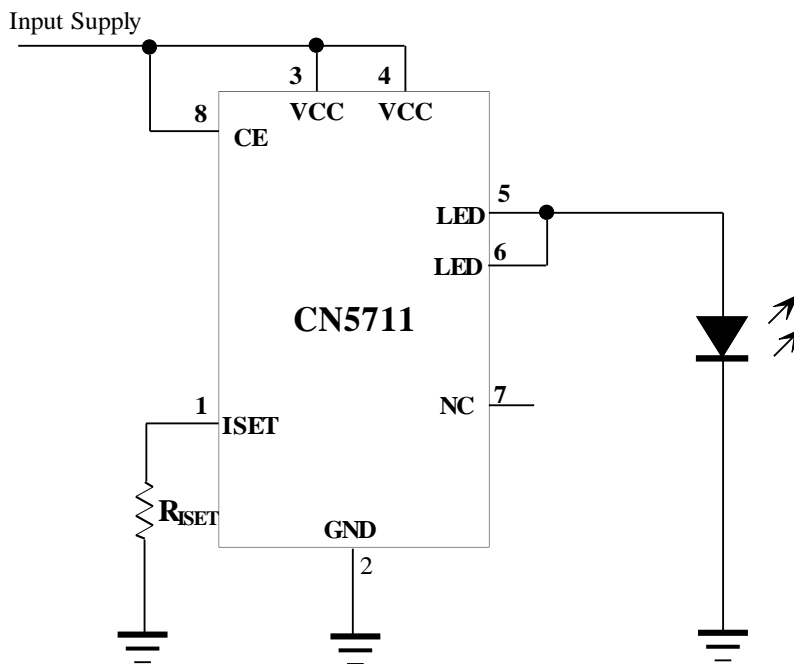 Input Supply
3
4
8
VCC
VCC
CE
5
LED
6
LED
CN5711
7
NC
1
ISET
RISET
GND
2